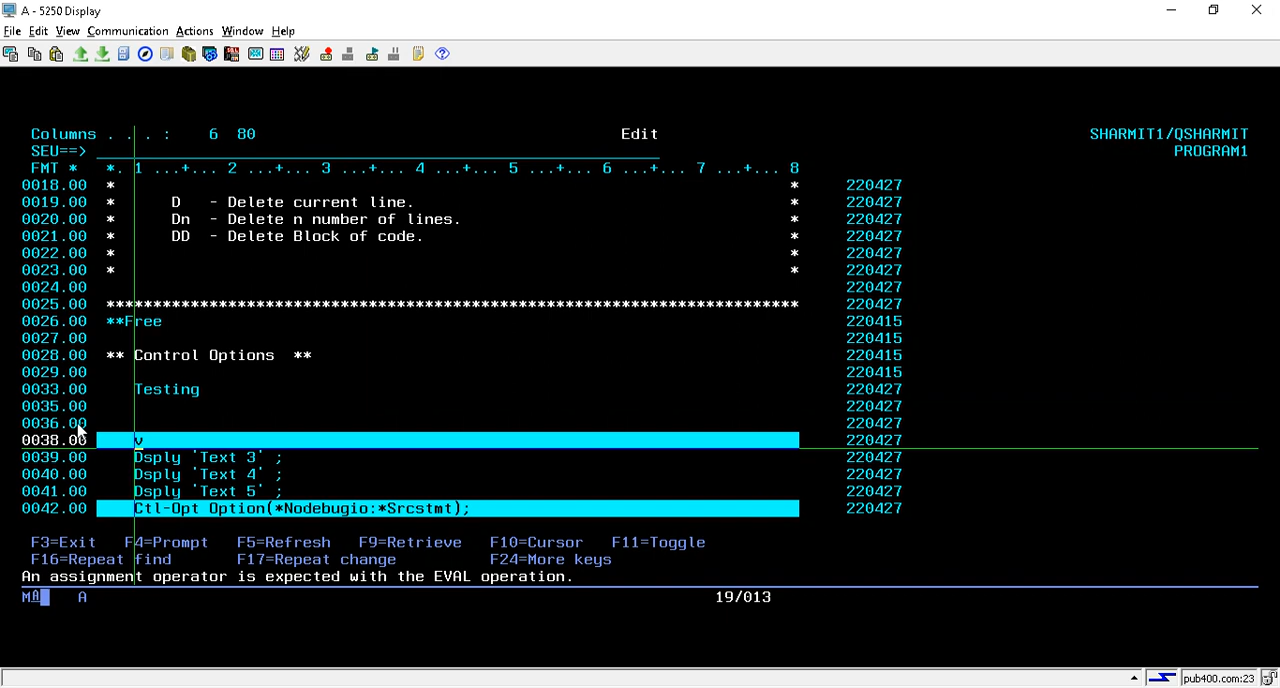 A - 5250 Display
File Edit View Communication Actions Window Help
Columns . . . : 6 80 Edit SHARMIT1/QSHARMIT
SEU==> PROGRAM1
FMT * *. 1 ...+... 2 ...+... 3 ...+... 4 ...+... 5 ...+... 6 ...+... 7 ...+... 8
0018.00 * * 220427
0019.00 * D - Delete current line. * 220427
0020.00 * Dn - Delete n number of lines. * 220427
0021.00 * DD - Delete Block of code. * 220427
0022.00 * * 220427
0023.00 * * 220427
0024.00 220427
0025.00 ************************************************************************** 220427
0026.00 **Free 220415
0027.00 220415
0028.00 ** Control Options ** 220415
0029.00 220415
0033.00 Testing 220427
0035.00 220427
0036.00 220427
0038.00 v 220427
0039.00 Dsply 'Text 3' ; 220427
0040.00 Dsply 'Text 4' ; 220427
0041.00 Dsply 'Text 5' ; 220427
0042.00 Ctl-Opt Option(*Nodebugio:*Srcstmt); 220427
F3=Exit F4=Prompt F5=Refresh F9=Retrieve F10=Cursor F11=Toggle
F16=Repeat find F17=Repeat change F24=More keys
An assignment operator is expected with the EVAL operation.
MA A 19/013
pub400.com:23